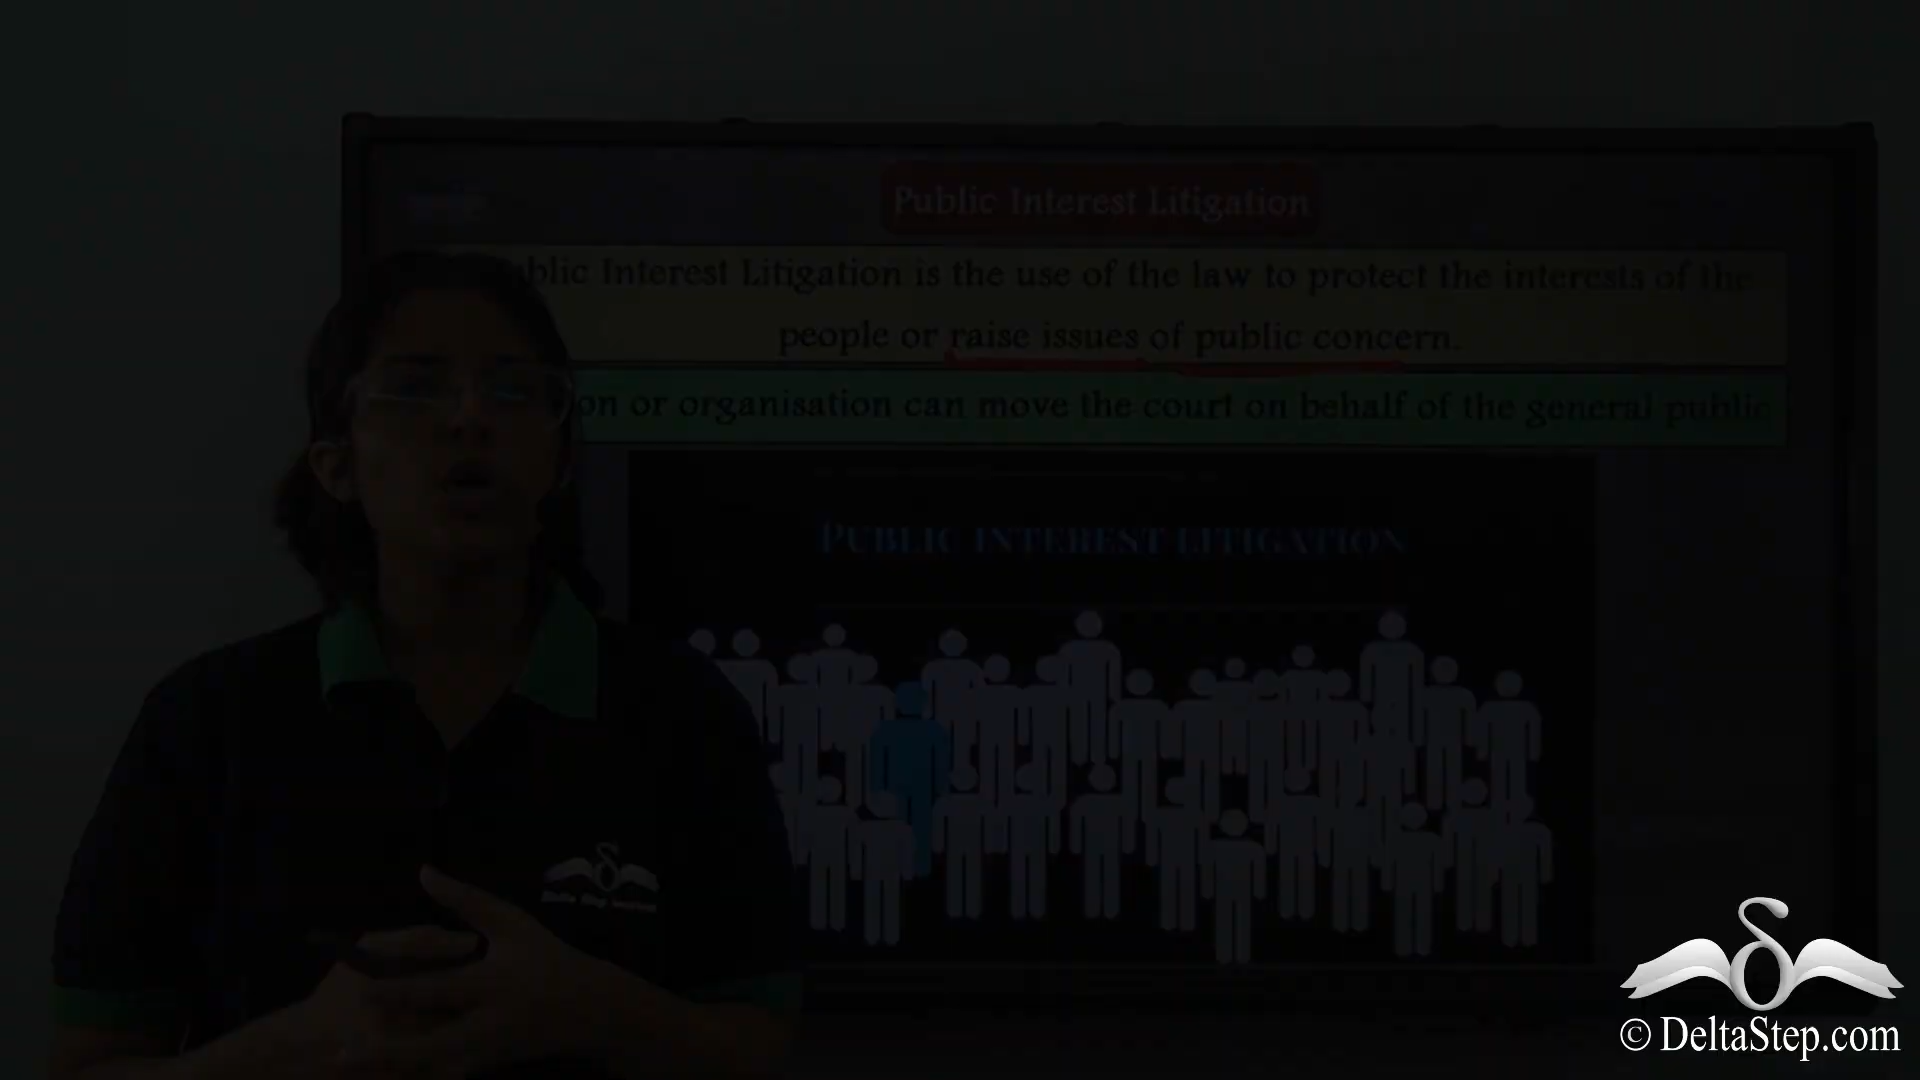 Public Interest Litigation
blic Interest Litigation is the use of the law to protect the interests of the
people or raise issues of public concern.
on or organisation can move the court on behalf of the general public
PUBLIC INTEREST LITIGATION
© DeltaStep.com